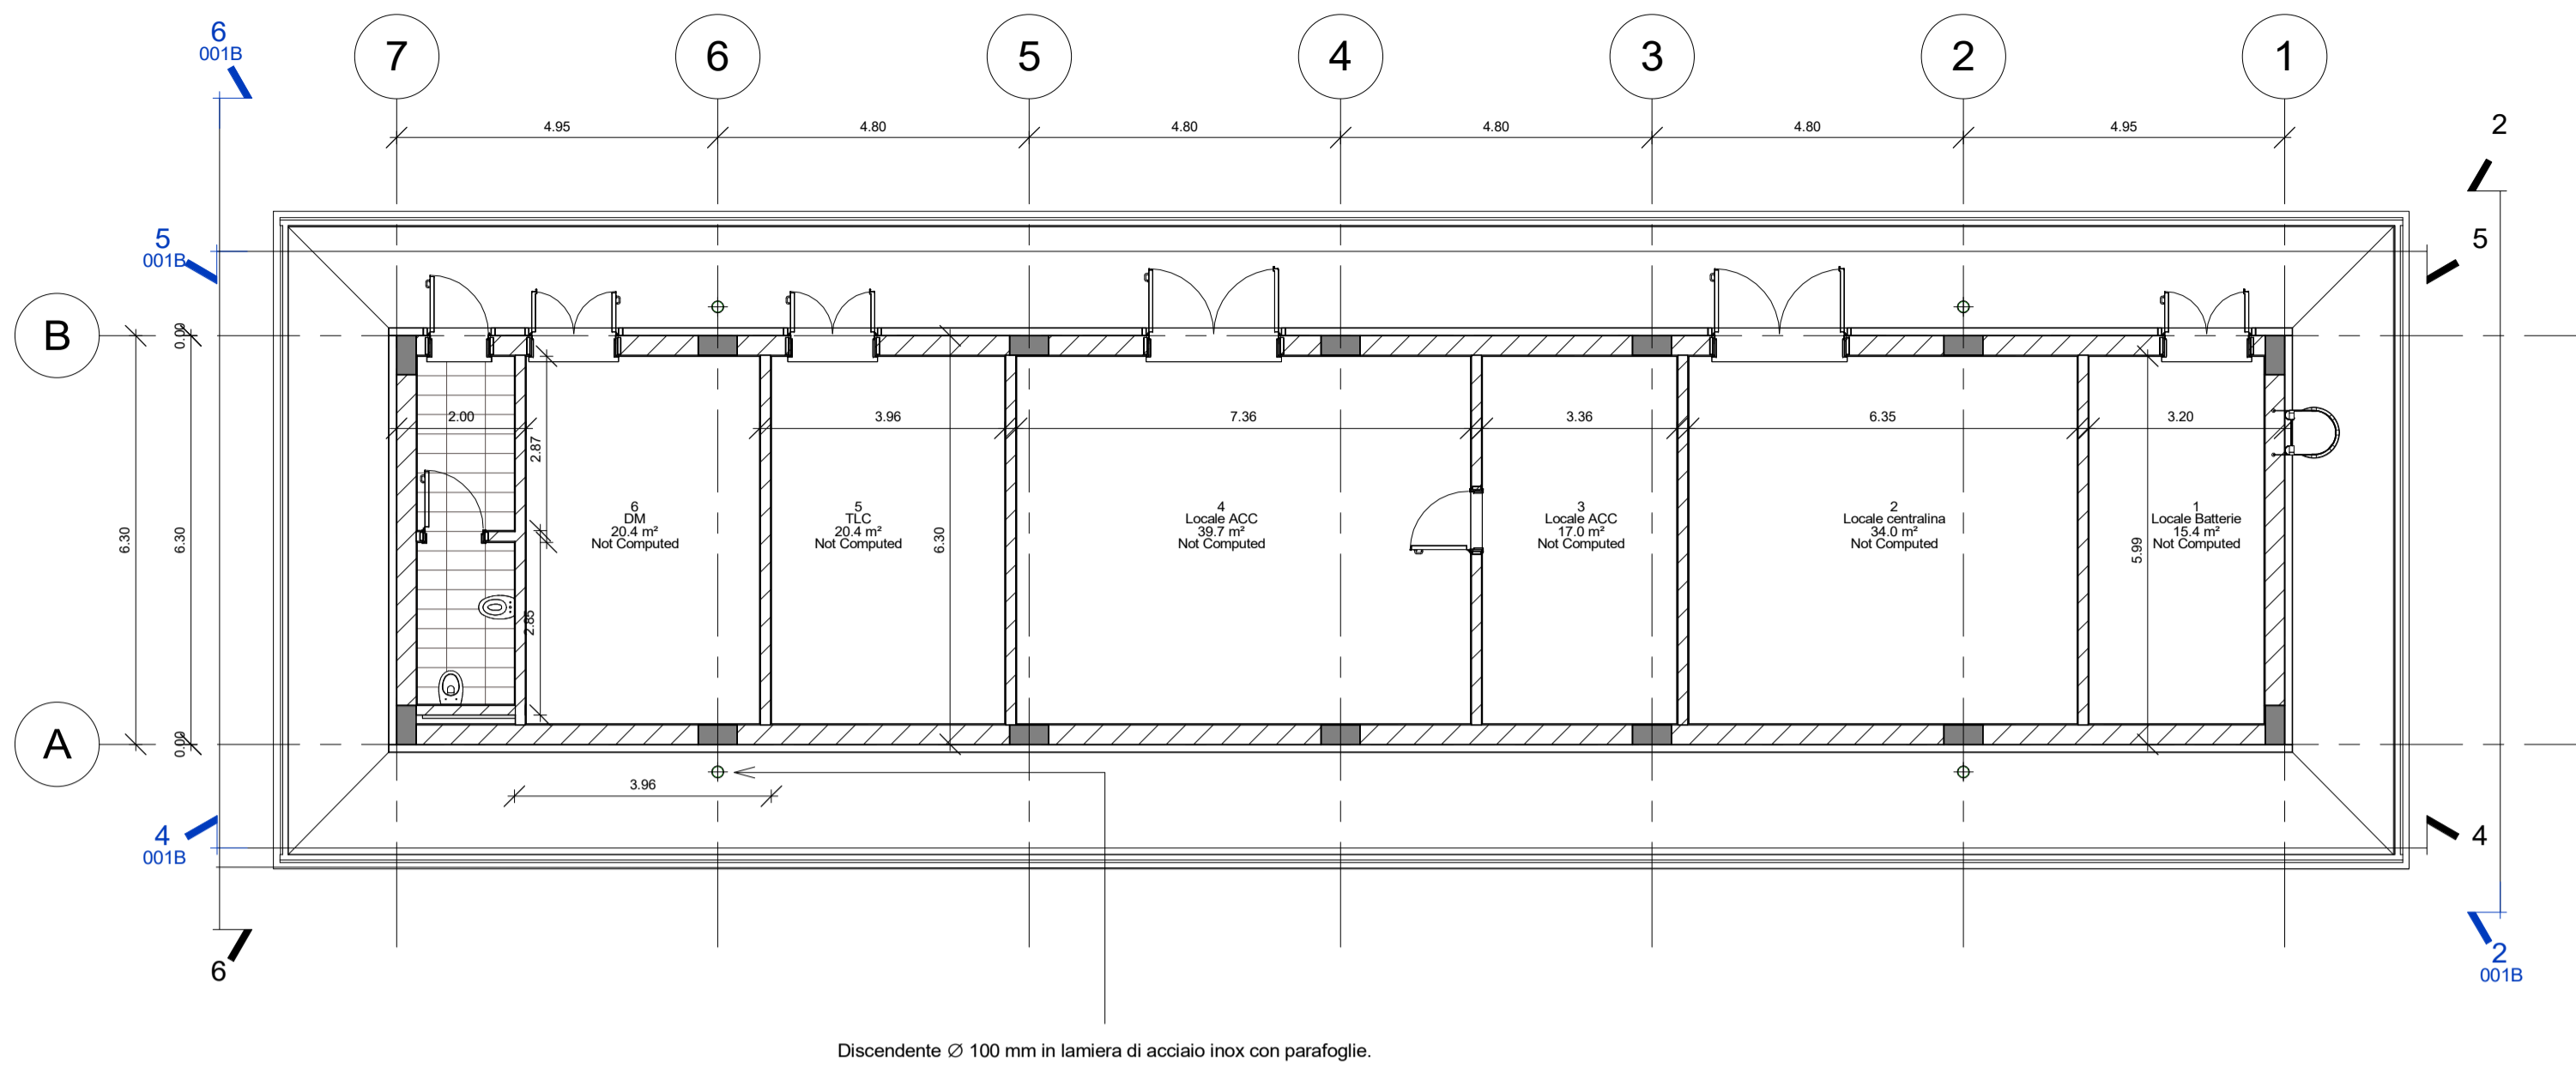 6
001B
7
6
5
4
3
2
1
4.95
4.80
4.80
4.80
4.80
4.95
2
5
001B
5
B
0.00
2.00
3.96
7.36
3.36
6.35
3.20
2.87
6.30
6.30
6.30
5.99
6
DM
20.4 m²
Not Computed
5
TLC
20.4 m²
Not Computed
4
Locale ACC
39.7 m²
Not Computed
3
Locale ACC
17.0 m²
Not Computed
2
Locale centralina
34.0 m²
Not Computed
1
Locale Batterie
15.4 m²
Not Computed
2.85
A
0.00
3.96
4
001B
4
6
2
001B
Discendente ∅ 100 mm in lamiera di acciaio inox con parafoglie.